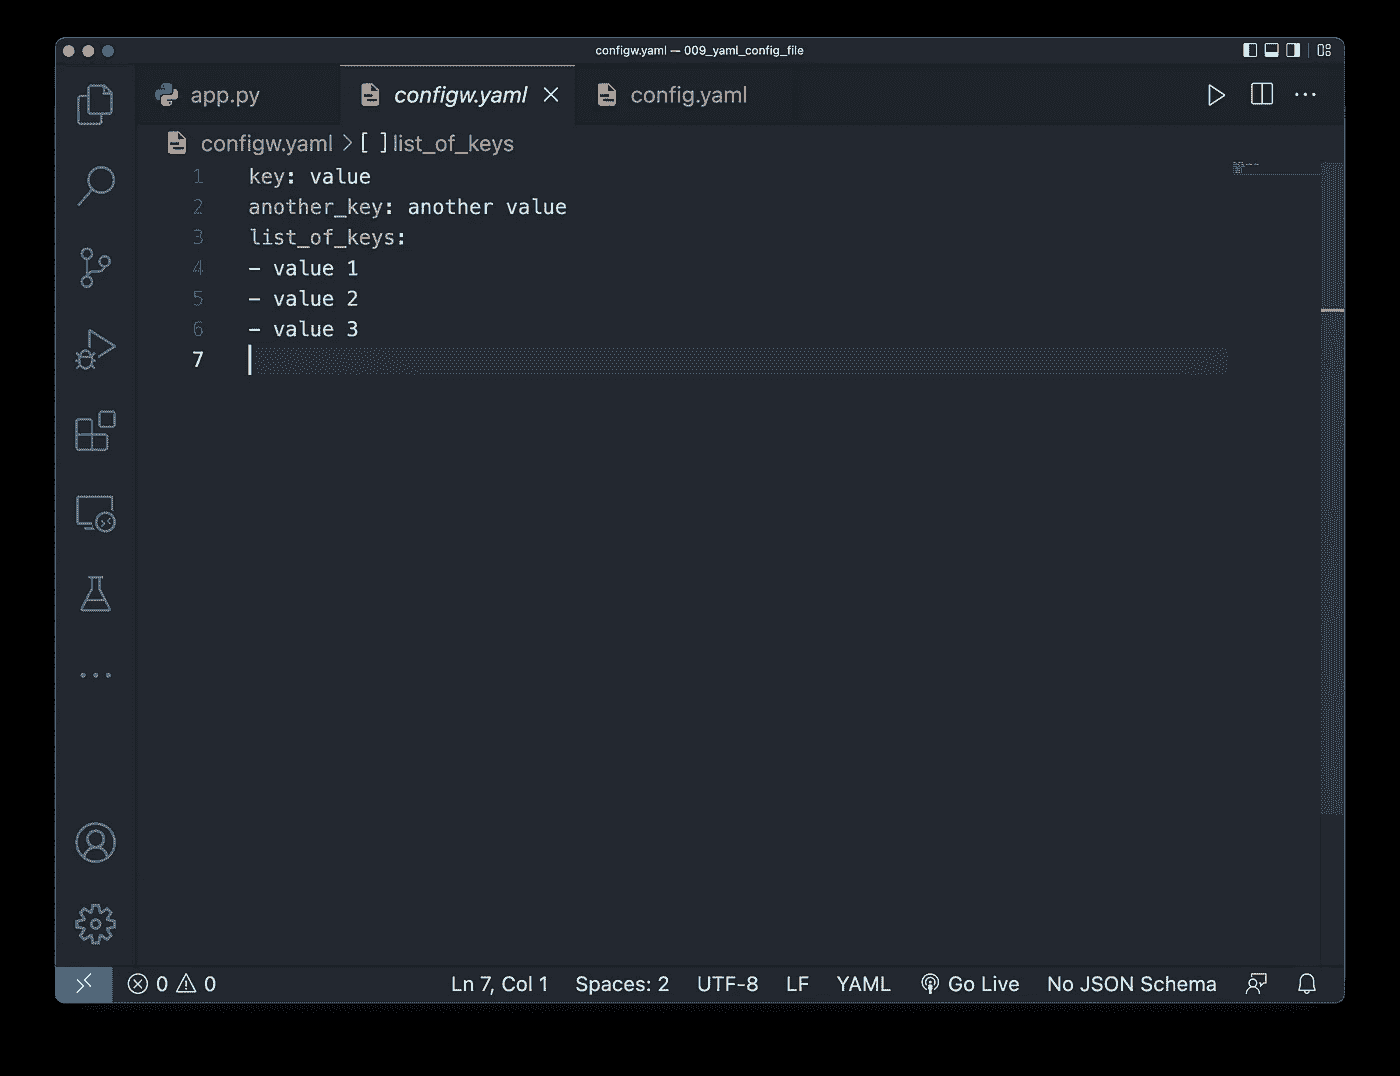 configw.yaml — 009_yaml_config_file
app.py configw.yaml config.yaml
configw.yaml > [ ] list_of_keys
1 key: value
2 another_key: another value
3 list_of_keys:
4 - value 1
5 - value 2
6 - value 3
7
0 0 Ln 7, Col 1 Spaces: 2 UTF-8 LF YAML Go Live No JSON Schema